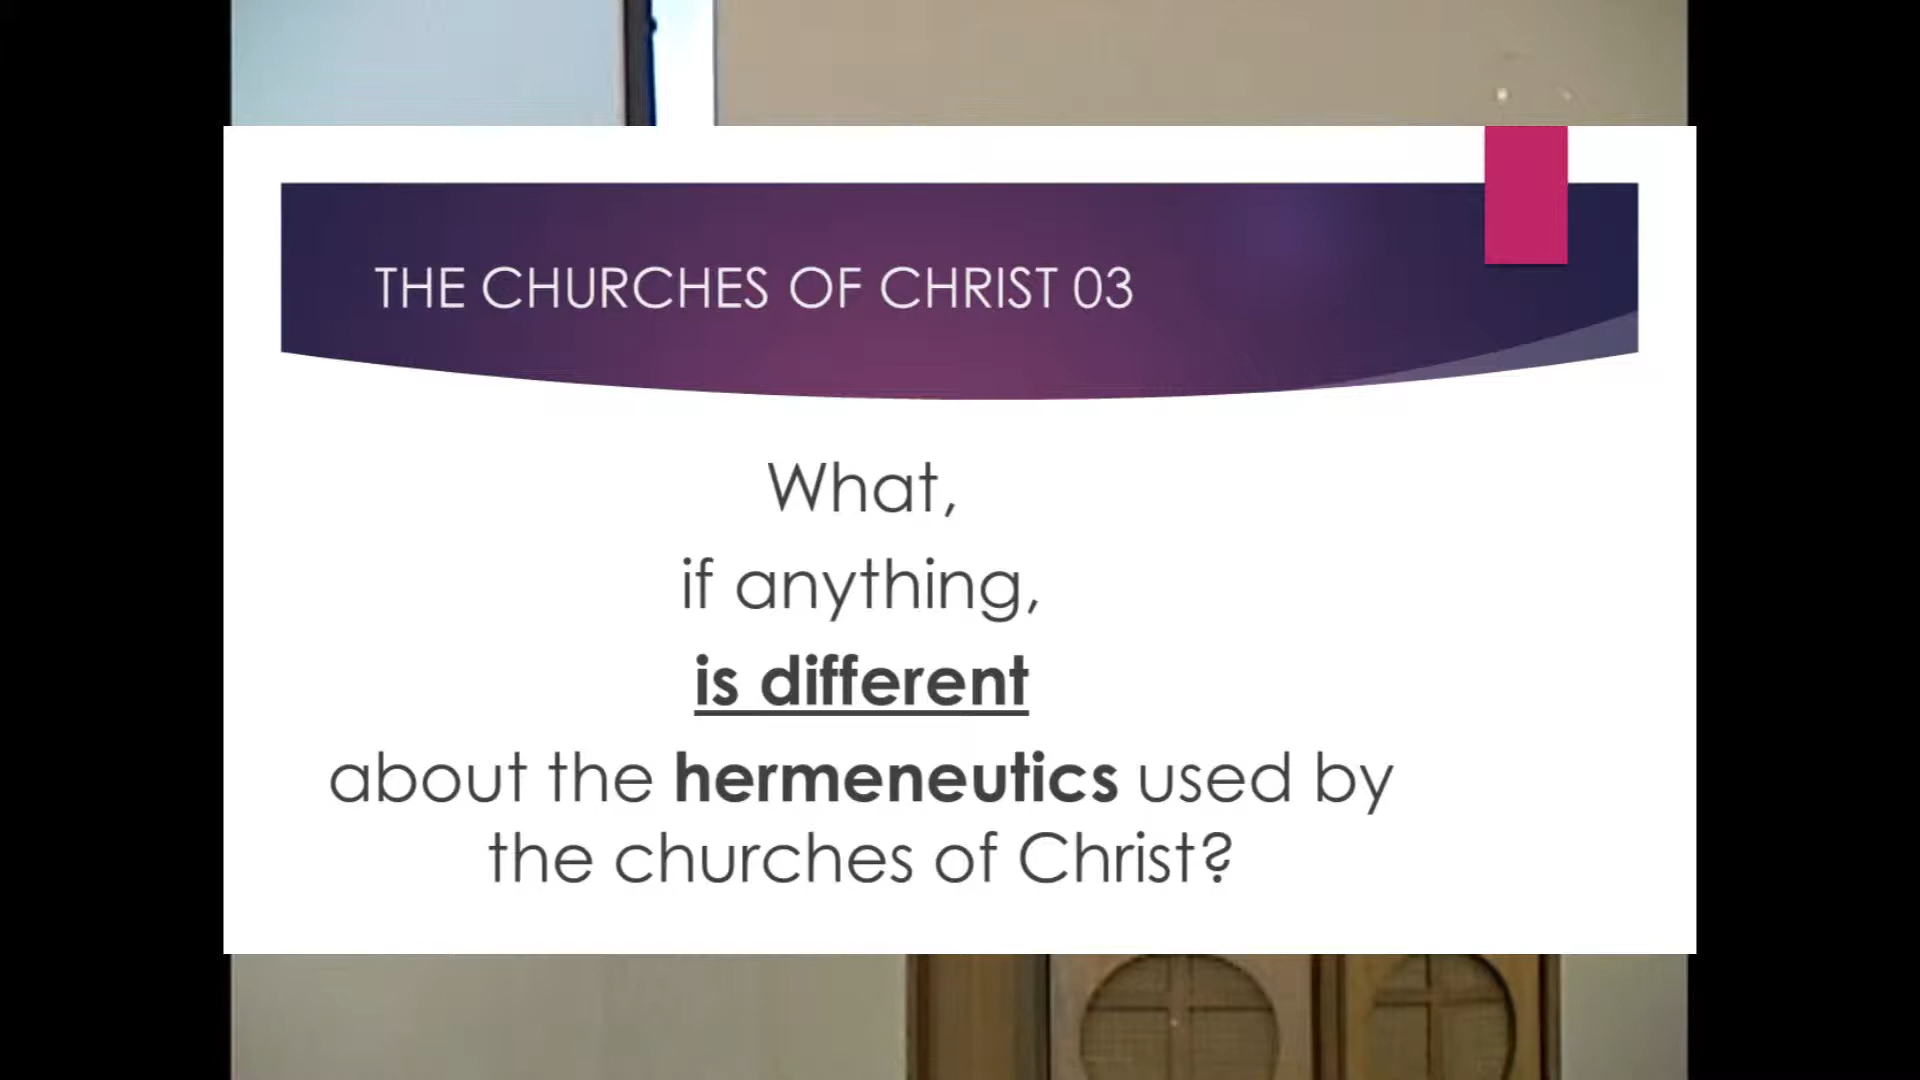 THE CHURCHES OF CHRIST 03
What,
if anything,
is different
about the hermeneutics used by
the churches of Christ?